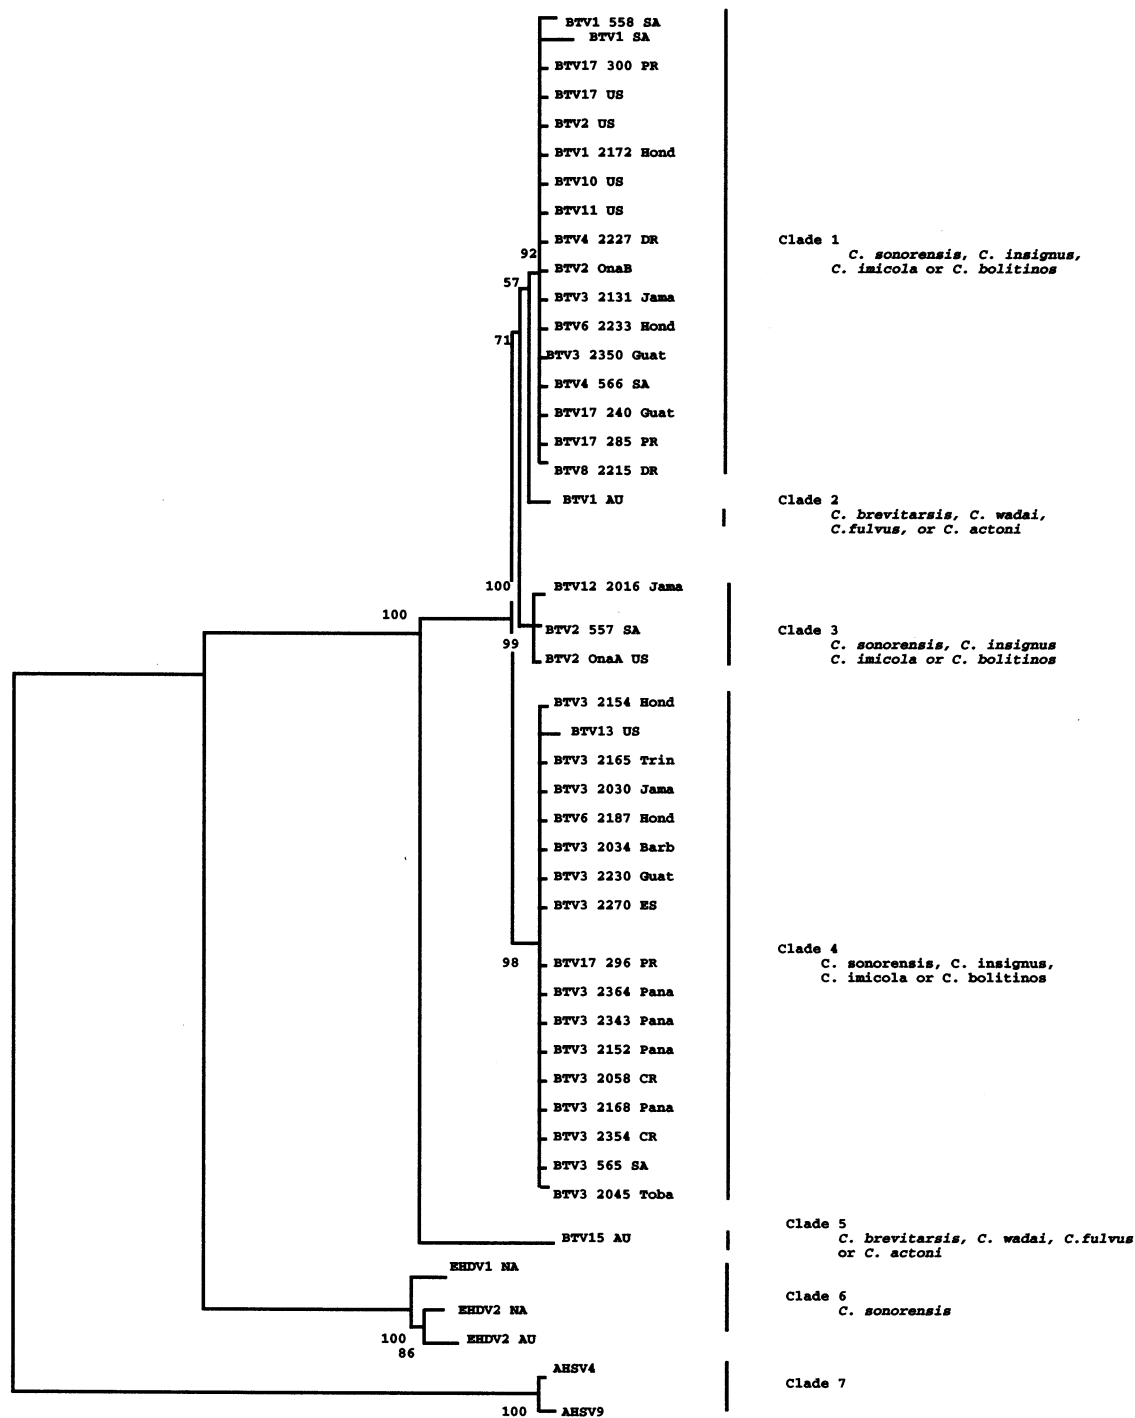 BTV1 558 SA
BTV1 SA
BTV17 300 PR
BTV17 US
BTV2 US
BTV1 2172 Hond
BTV10 US
BTV11 US
BTV4 2227 DR
Clade 1
92
C. sonorensis, C. insignus,
C. imicola or C. bolitinos
BTV2 OnaB
57
BTV3 2131 Jama
BTV6 2233 Hond
71
BTV3 2350 Guat
BTV4 566 SA
BTV17 240 Guat
BTV17 285 PR
BTV8 2215 DR
BTV1 AU
Clade 2
C. brevitarsis, C. wadai,
C.fulvus, or C. actoni
100
BTV12 2016 Jama
100
BTV2 557 SA
Clade 3
99
C. sonorensis, C. insignus
C. imicola or C. bolitinos
BTV2 OnaA US
BTV3 2154 Hond
BTV13 US
BTV3 2165 Trin
BTV3 2030 Jama
BTV6 2187 Hond
BTV3 2034 Barb
BTV3 2230 Guat
BTV3 2270 ES
Clade 4
98
BTV17 296 PR
C. sonorensis, C. insignus,
C. imicola or C. bolitinos
BTV3 2364 Pana
BTV3 2343 Pana
BTV3 2152 Pana
BTV3 2058 CR
BTV3 2168 Pana
BTV3 2354 CR
BTV3 565 SA
BTV3 2045 Toba
Clade 5
BTV15 AU
C. brevitarsis, C. wadai, C.fulvus
or C. actoni
EHDV1 NA
Clade 6
EHDV2 NA
C. sonorensis
100
EHDV2 AU
86
AHSV4
Clade 7
100
AHSV9